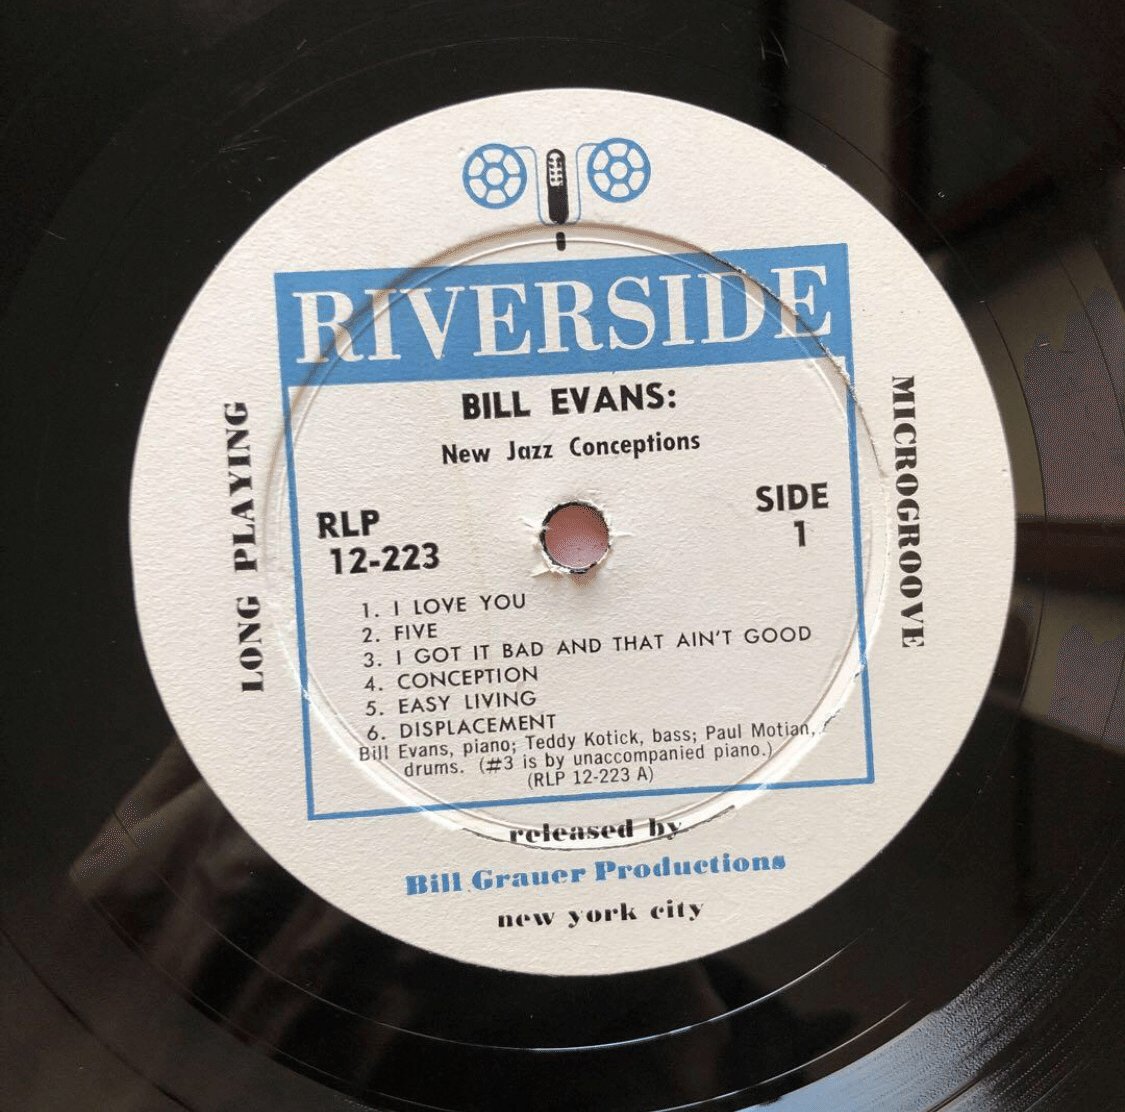 RIVERSIDE
BILL EVANS:
New Jazz Conceptions
LONG PLAYING
MICROGROOVE
RLP
12-223
SIDE
1
1. I LOVE YOU
2. FIVE
3. I GOT IT BAD AND THAT AIN'T GOOD
4. CONCEPTION
5. EASY LIVING
6. DISPLACEMENT
Bill Evans, piano; Teddy Kotick, bass; Paul Motian,
drums. (#3 is by unaccompanied piano.)
(RLP 12-223 A)
released by
Bill Grauer Productions
new york city